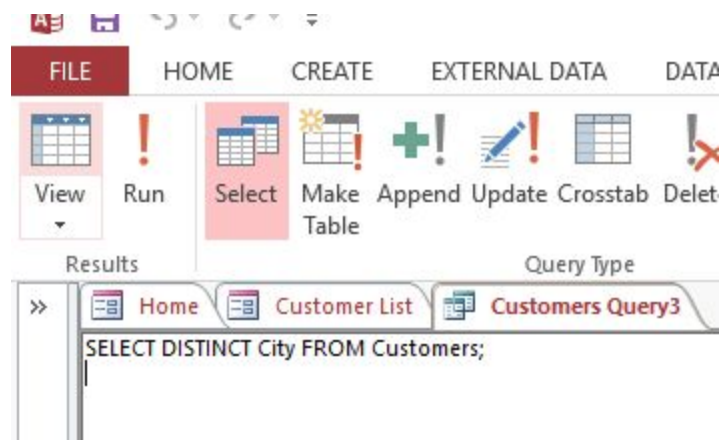 FILE HOME CREATE EXTERNAL DATA DATA
View Run Select Make Table Append Update Crosstab
Results Query Type
Home Customer List Customers Query3
SELECT DISTINCT City FROM Customers;